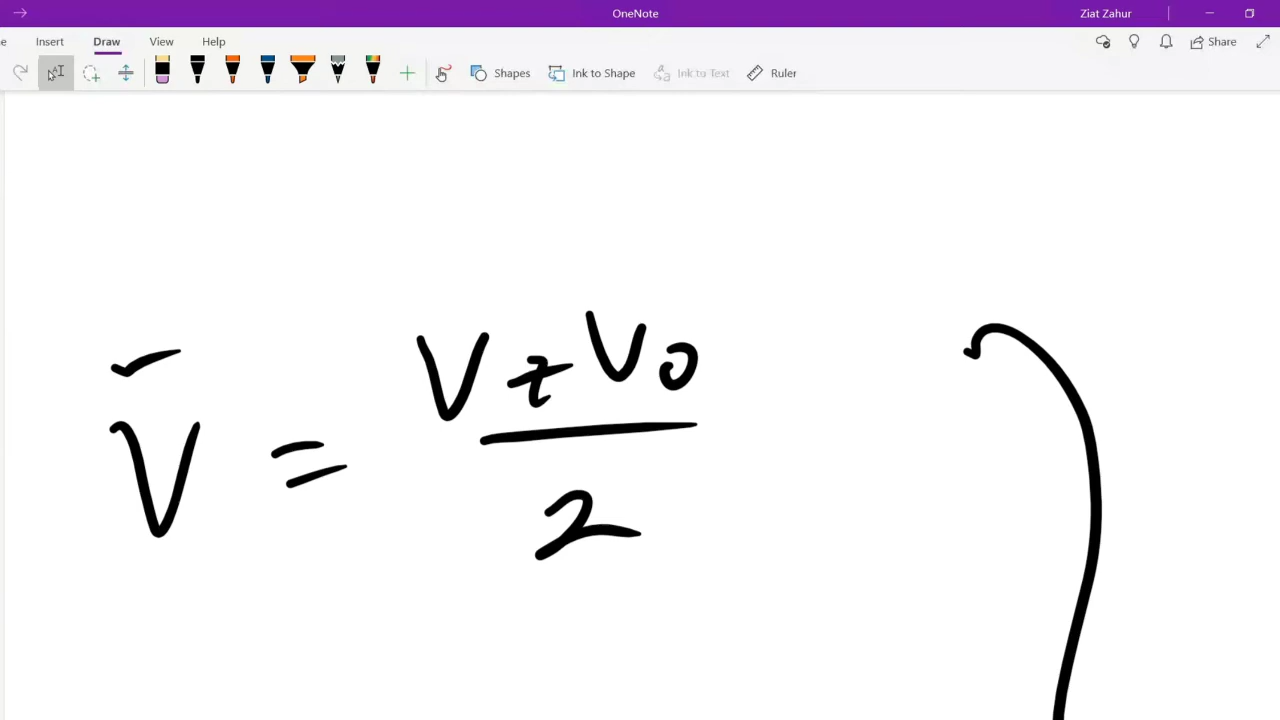 OneNote
Ziat Zahur
Insert Draw View Help
Share
Shapes Ink to Shape Ink to Text Ruler
V̄ = (V + V₀) / 2